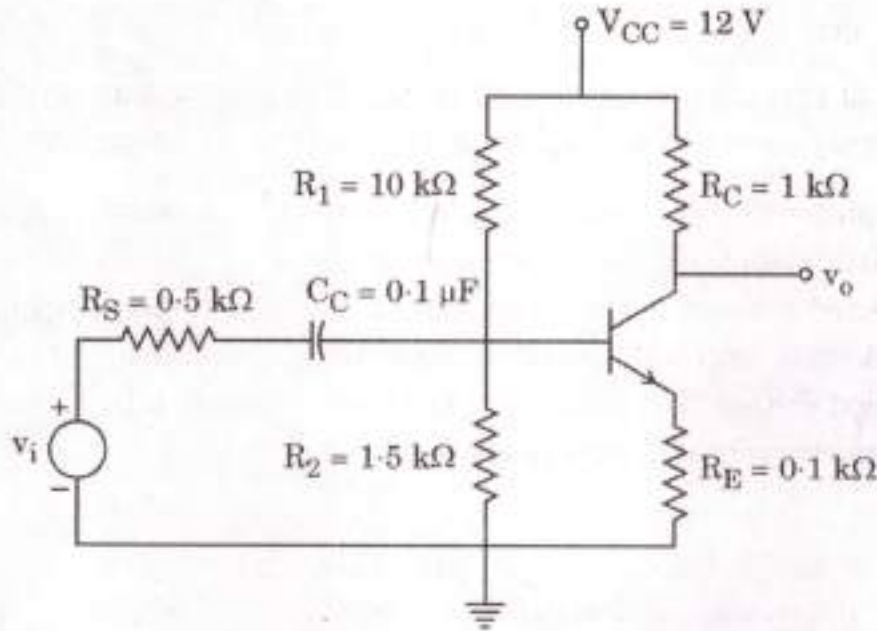 V_CC = 12 V
R_1 = 10 kΩ
R_C = 1 kΩ
v_o
R_S = 0·5 kΩ
C_C = 0·1 μF
+
v_i
−
R_2 = 1·5 kΩ
R_E = 0·1 kΩ